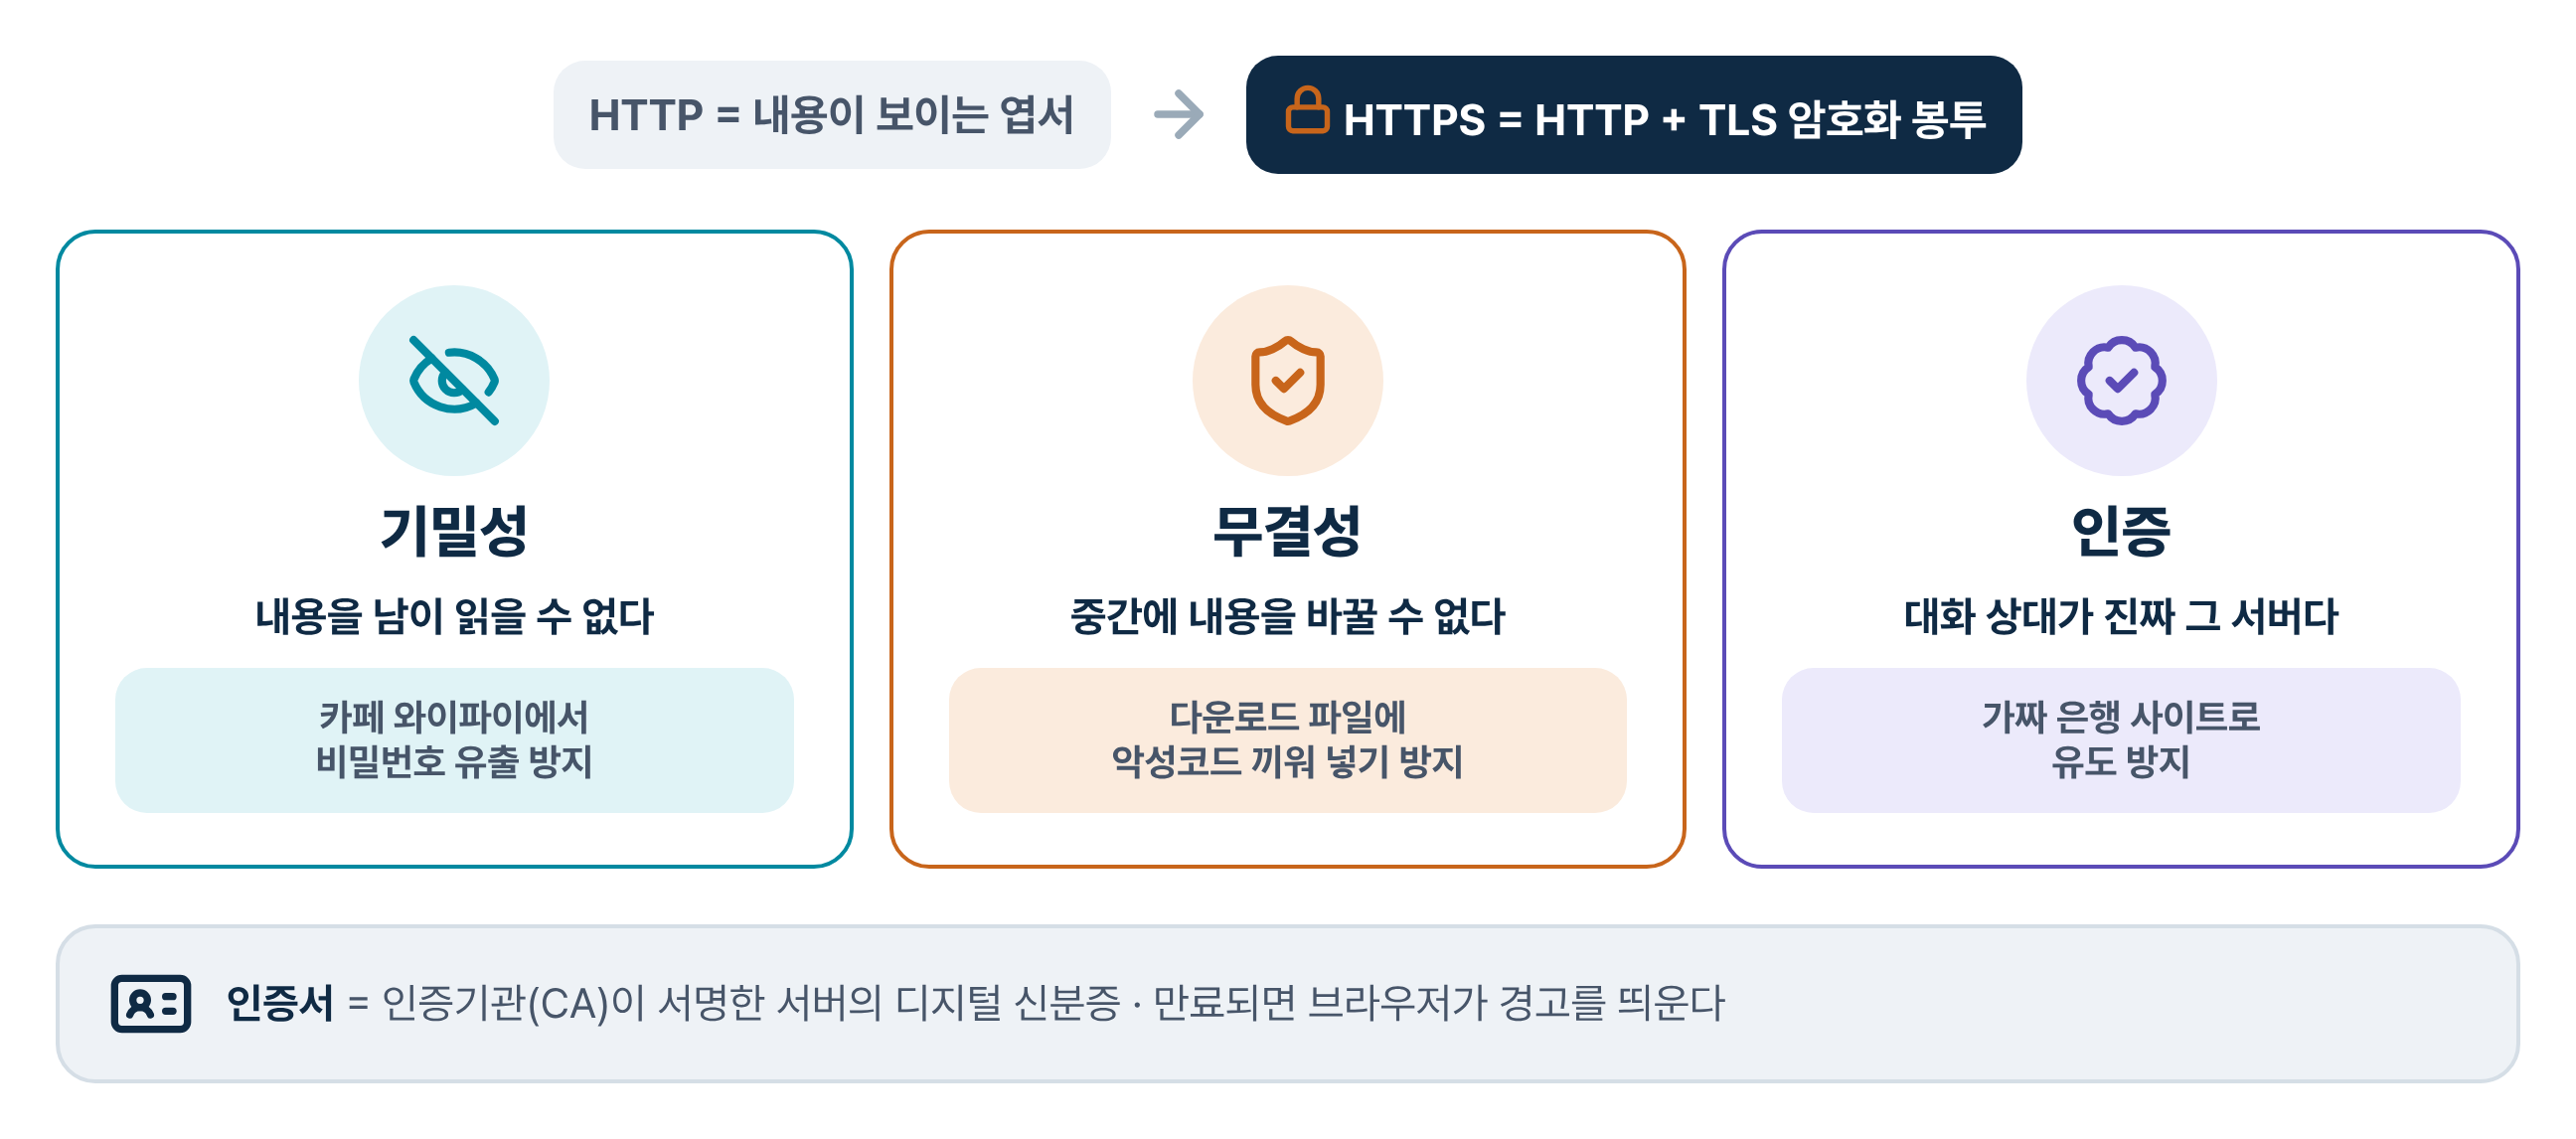 HTTP = 내용이 보이는 엽서
HTTPS = HTTP + TLS 암호화 봉투
기밀성
내용을 남이 읽을 수 없다
카페 와이파이에서
비밀번호 유출 방지
무결성
중간에 내용을 바꿀 수 없다
다운로드 파일에
악성코드 끼워 넣기 방지
인증
대화 상대가 진짜 그 서버다
가짜 은행 사이트로
유도 방지
인증서 = 인증기관(CA)이 서명한 서버의 디지털 신분증 · 만료되면 브라우저가 경고를 띄운다